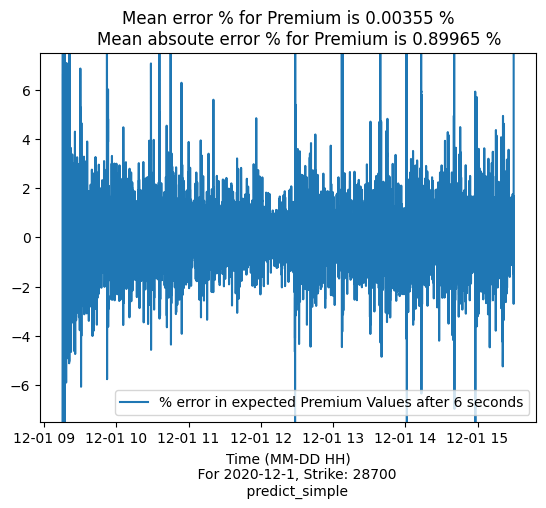 Mean error % for Premium is 0.00355 %
Mean absoute error % for Premium is 0.89965 %
6
4
2
0
−2
−4
−6
% error in expected Premium Values after 6 seconds
12-01 09 12-01 10 12-01 11 12-01 12 12-01 13 12-01 14 12-01 15
Time (MM-DD HH)
For 2020-12-1, Strike: 28700
predict_simple